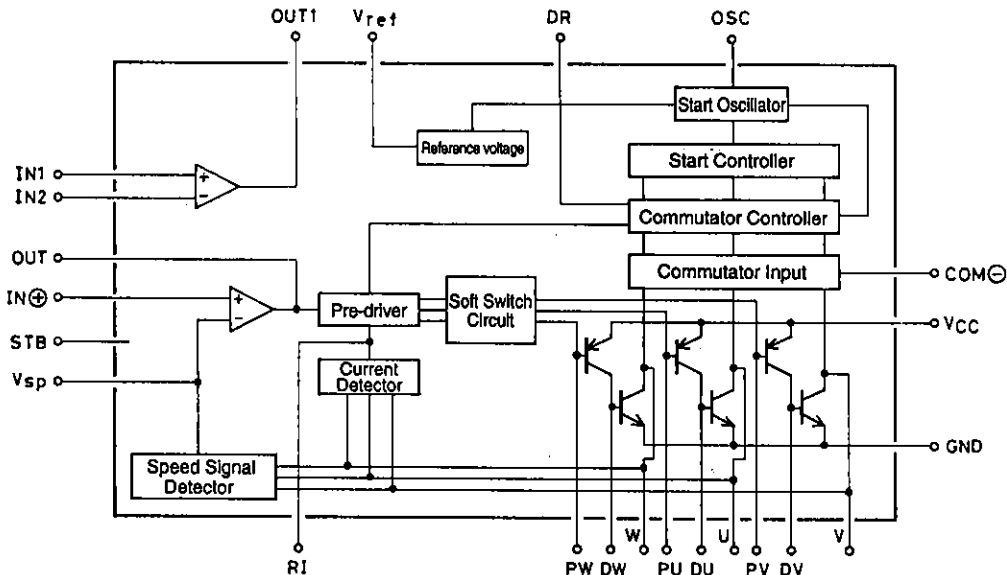 OUT1 Vref DR OSC
Start Oscillator
Reference voltage
Start Controller
IN1
+
IN2
−
Commutator Controller
OUT
Commutator Input
COM⊖
IN⊕
+
−
Pre-driver
Soft Switch
Circuit
VCC
STB
Vsp
Current
Detector
GND
Speed Signal
Detector
W U V
RI
PW DW PU DU PV DV